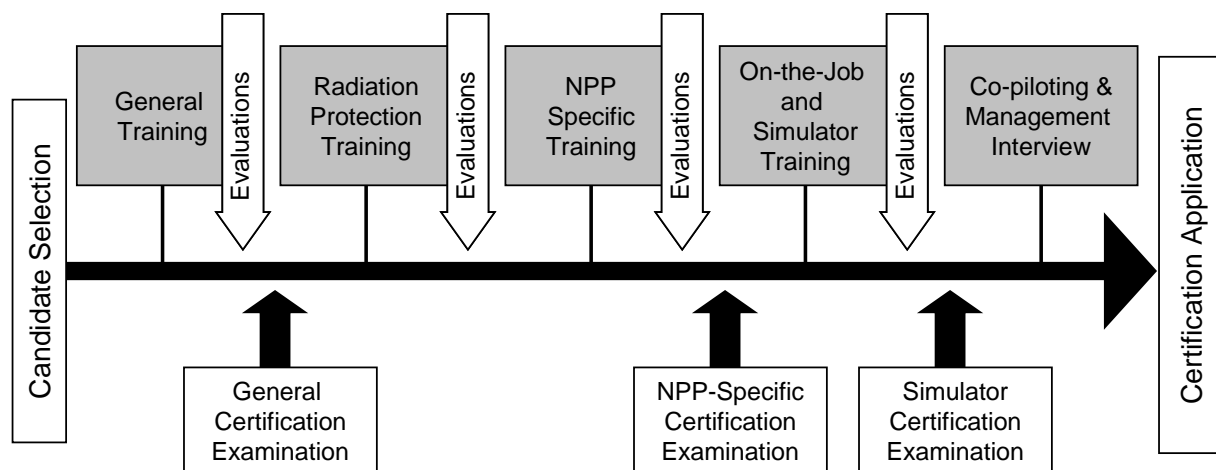 Candidate Selection
General
Training
Evaluations
Radiation
Protection
Training
Evaluations
NPP
Specific
Training
Evaluations
On-the-Job
and
Simulator
Training
Evaluations
Co-piloting &
Management
Interview
Certification Application
General
Certification
Examination
NPP-Specific
Certification
Examination
Simulator
Certification
Examination